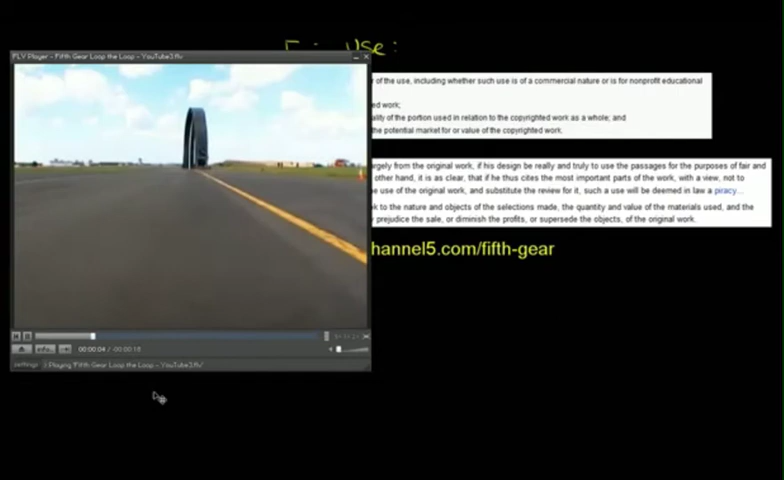 Use:
FLV Player - Fifth Gear Loop the Loop - YouTube3.flv
r of the use, including whether such use is of a commercial nature or is for nonprofit educational
ed work;
ality of the portion used in relation to the copyrighted work as a whole; and
the potential market for or value of the copyrighted work.
argely from the original work, if his design be really and truly to use the passages for the purposes of fair and
other hand, it is as clear, that if he thus cites the most important parts of the work, with a view, not to
e use of the original work, and substitute the review for it, such a use will be deemed in law a piracy...
k to the nature and objects of the selections made, the quantity and value of the materials used, and the
y prejudice the sale, or diminish the profits, or supersede the objects, of the original work.
hannel5.com/fifth-gear
info...
00:00:04 / -00:00:18
settings
Playing 'Fifth Gear Loop the Loop - YouTube3.flv'